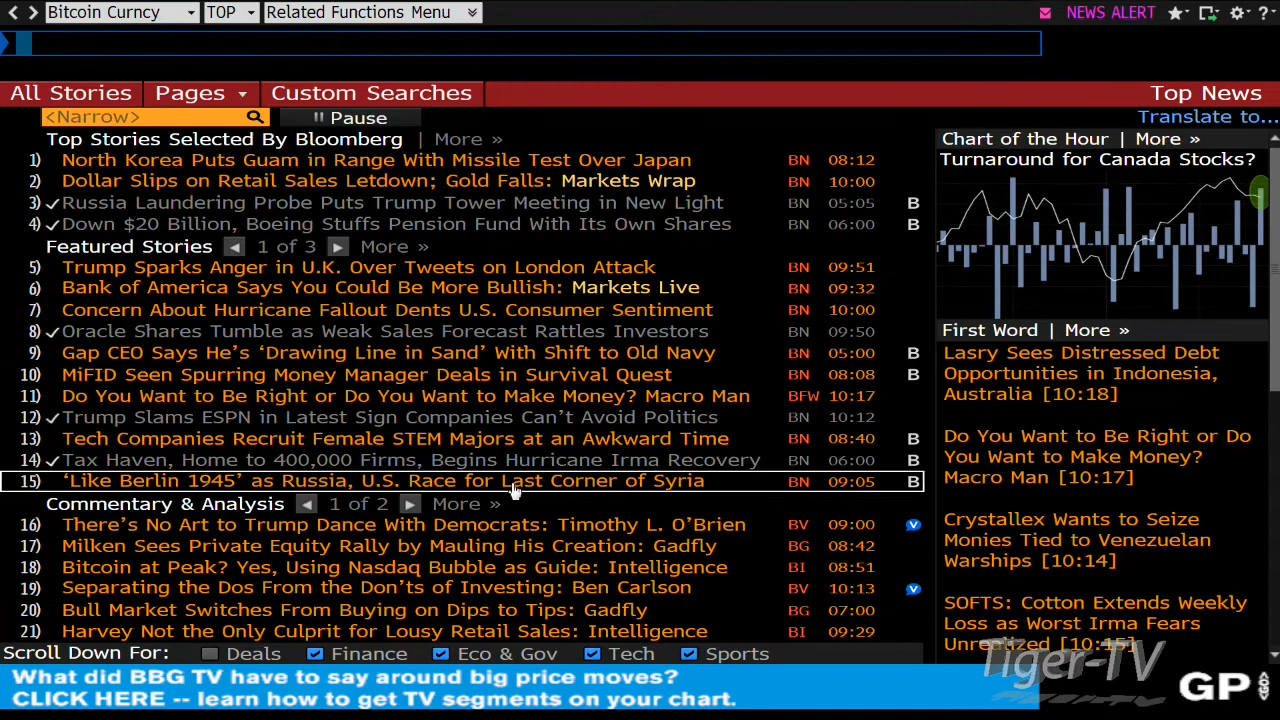 Bitcoin Curncy TOP Related Functions Menu NEWS ALERT ?
All Stories Pages Custom Searches Top News
<Narrow> Pause Translate to...
Top Stories Selected By Bloomberg | More »
1) North Korea Puts Guam in Range With Missile Test Over Japan BN 08:12
2) Dollar Slips on Retail Sales Letdown; Gold Falls: Markets Wrap BN 10:00
3) Russia Laundering Probe Puts Trump Tower Meeting in New Light BN 05:05 B
4) Down $20 Billion, Boeing Stuffs Pension Fund With Its Own Shares BN 06:00 B
Featured Stories 1 of 3 More »
5) Trump Sparks Anger in U.K. Over Tweets on London Attack BN 09:51
6) Bank of America Says You Could Be More Bullish: Markets Live BN 09:32
7) Concern About Hurricane Fallout Dents U.S. Consumer Sentiment BN 10:00
8) Oracle Shares Tumble as Weak Sales Forecast Rattles Investors BN 09:50
9) Gap CEO Says He's ‘Drawing Line in Sand’ With Shift to Old Navy BN 05:00 B
10) MiFID Seen Spurring Money Manager Deals in Survival Quest BN 08:08 B
11) Do You Want to Be Right or Do You Want to Make Money? Macro Man BFW 10:17
12) Trump Slams ESPN in Latest Sign Companies Can't Avoid Politics BN 10:12
13) Tech Companies Recruit Female STEM Majors at an Awkward Time BN 08:40 B
14) Tax Haven, Home to 400,000 Firms, Begins Hurricane Irma Recovery BN 06:00 B
15) ‘Like Berlin 1945’ as Russia, U.S. Race for Last Corner of Syria BN 09:05 B
Commentary & Analysis 1 of 2 More »
16) There's No Art to Trump Dance With Democrats: Timothy L. O'Brien BV 09:00
17) Milken Sees Private Equity Rally by Mauling His Creation: Gadfly BG 08:42
18) Bitcoin at Peak? Yes, Using Nasdaq Bubble as Guide: Intelligence BI 08:51
19) Separating the Dos From the Don'ts of Investing: Ben Carlson BV 10:13
20) Bull Market Switches From Buying on Dips to Tips: Gadfly BG 07:00
21) Harvey Not the Only Culprit for Lousy Retail Sales: Intelligence BI 09:29
Scroll Down For: Deals Finance Eco & Gov Tech Sports
Chart of the Hour | More »
Turnaround for Canada Stocks?
First Word | More »
Lasry Sees Distressed Debt
Opportunities in Indonesia,
Australia [10:18]
Do You Want to Be Right or Do
You Want to Make Money?
Macro Man [10:17]
Crystallex Wants to Seize
Monies Tied to Venezuelan
Warships [10:14]
SOFTS: Cotton Extends Weekly
Loss as Worst Irma Fears
Unrealized [10:15]
Tiger-TV
What did BBG TV have to say around big price moves?
CLICK HERE -- learn how to get TV segments on your chart.
GP GO